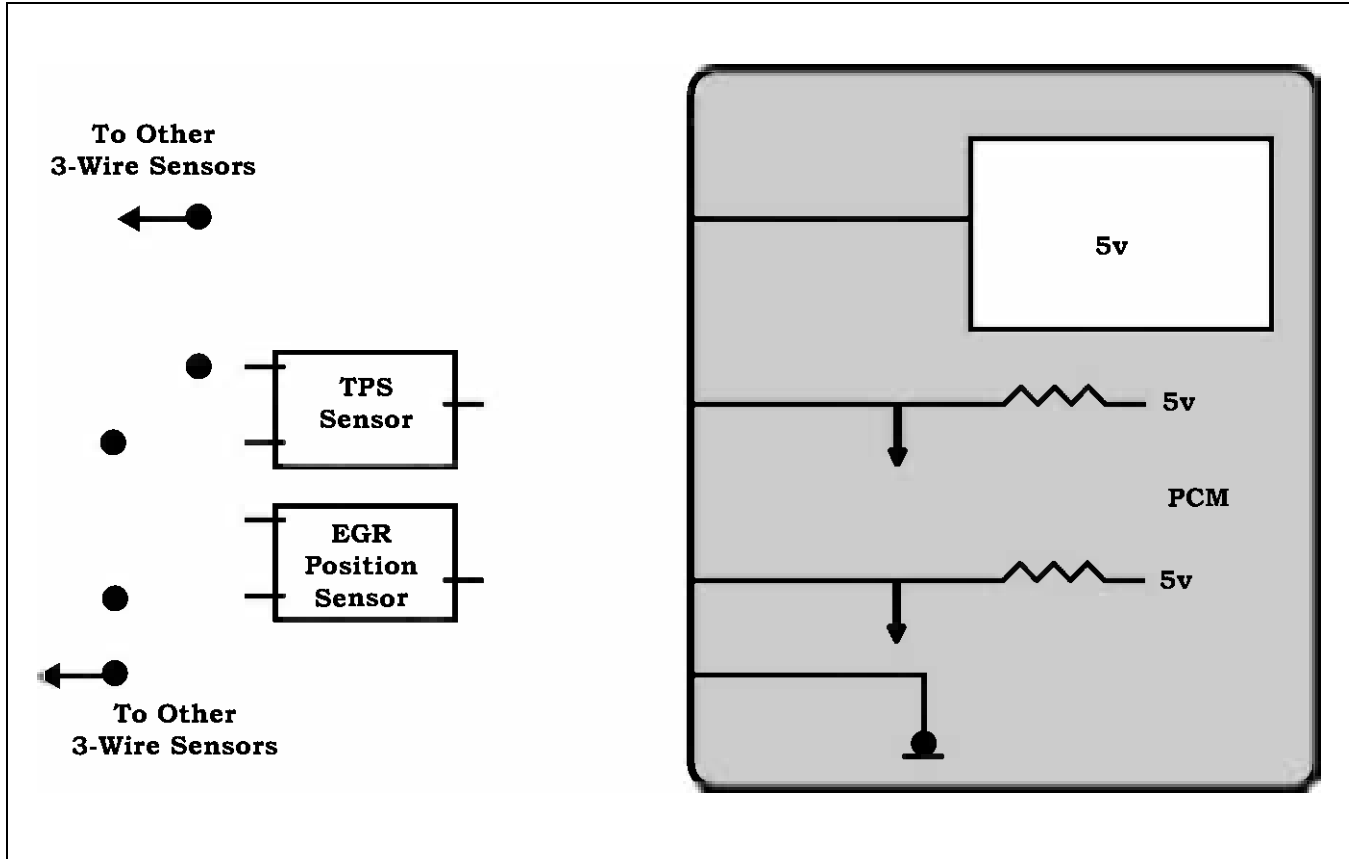 To Other
3-Wire Sensors
5v
TPS
Sensor
5v
PCM
EGR
Position
Sensor
5v
To Other
3-Wire Sensors